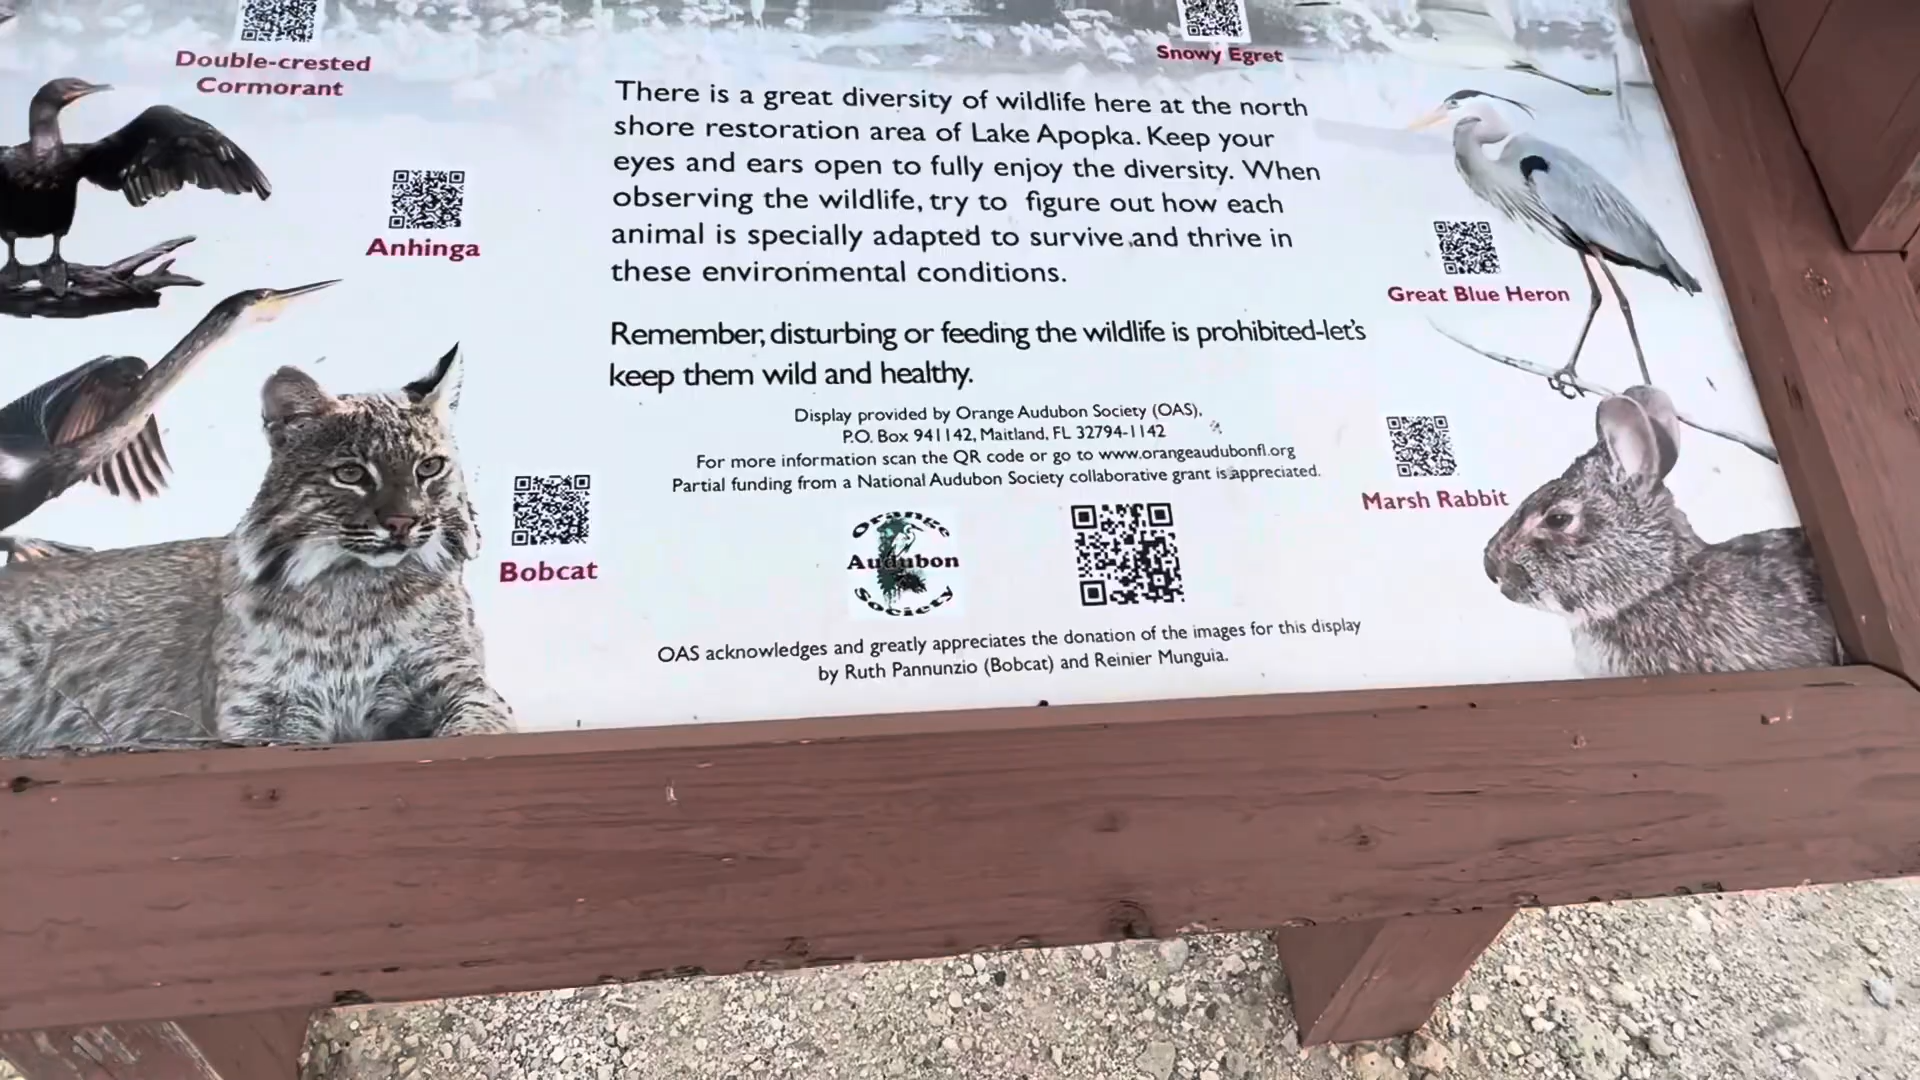 Double-crested
Cormorant
Snowy Egret
There is a great diversity of wildlife here at the north
shore restoration area of Lake Apopka. Keep your
eyes and ears open to fully enjoy the diversity. When
observing the wildlife, try to figure out how each
animal is specially adapted to survive and thrive in
these environmental conditions.
Anhinga
Great Blue Heron
Remember, disturbing or feeding the wildlife is prohibited-let's
keep them wild and healthy.
Display provided by Orange Audubon Society (OAS),
P.O. Box 941142, Maitland, FL 32794-1142
For more information scan the QR code or go to www.orangeaudubonfl.org
Partial funding from a National Audubon Society collaborative grant is appreciated.
Marsh Rabbit
Bobcat
Orange
Audubon
Society
OAS acknowledges and greatly appreciates the donation of the images for this display
by Ruth Pannunzio (Bobcat) and Reinier Munguia.